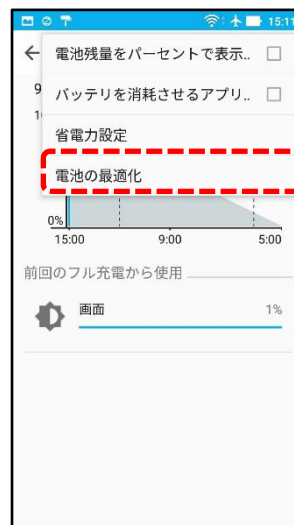 15:11
電池残量をパーセントで表示..
9
バッテリを消耗させるアプリ..
省電力設定
電池の最適化
0%
15:00 9:00 5:00
前回のフル充電から使用
画面 1%